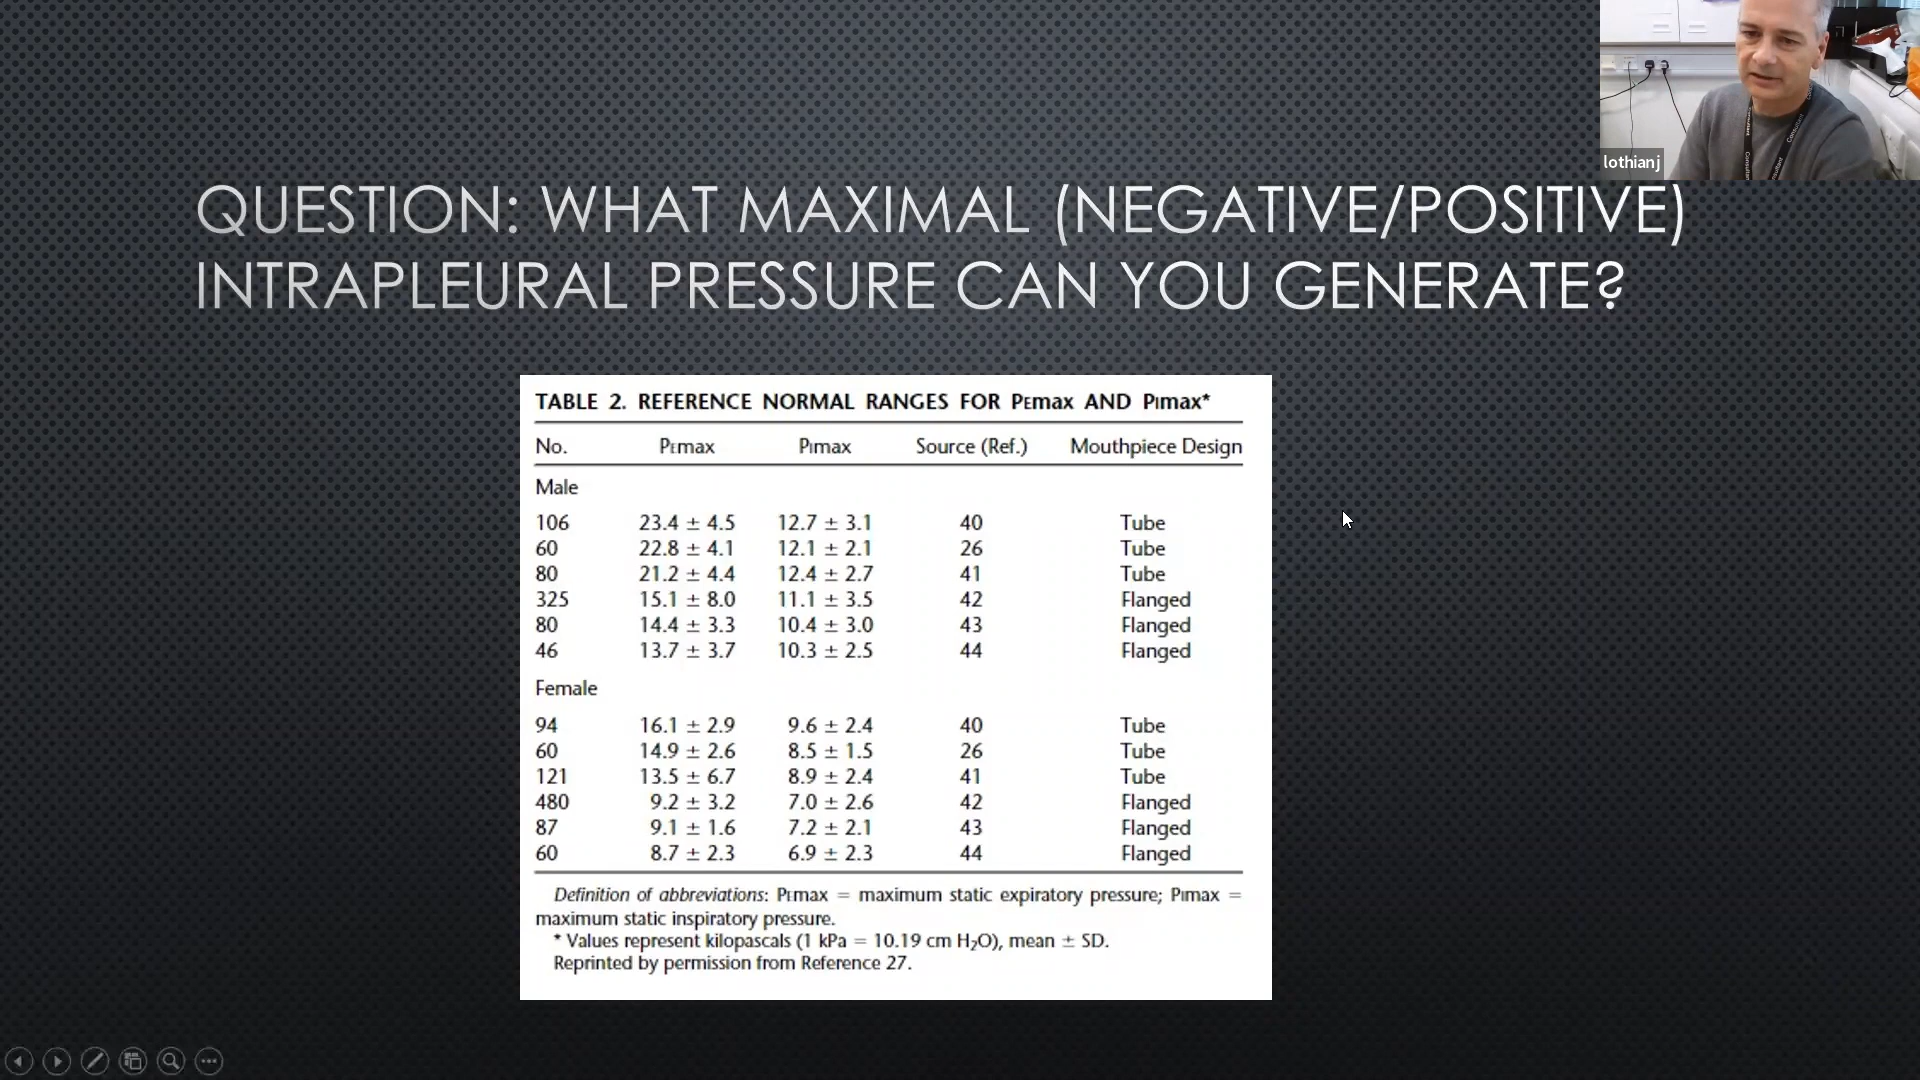 lothianj
QUESTION: WHAT MAXIMAL (NEGATIVE/POSITIVE)
INTRAPLEURAL PRESSURE CAN YOU GENERATE?
TABLE 2. REFERENCE NORMAL RANGES FOR PEmax AND PImax*
No. PEmax PImax Source (Ref.) Mouthpiece Design
Male
106 23.4 ± 4.5 12.7 ± 3.1 40 Tube
60 22.8 ± 4.1 12.1 ± 2.1 26 Tube
80 21.2 ± 4.4 12.4 ± 2.7 41 Tube
325 15.1 ± 8.0 11.1 ± 3.5 42 Flanged
80 14.4 ± 3.3 10.4 ± 3.0 43 Flanged
46 13.7 ± 3.7 10.3 ± 2.5 44 Flanged
Female
94 16.1 ± 2.9 9.6 ± 2.4 40 Tube
60 14.9 ± 2.6 8.5 ± 1.5 26 Tube
121 13.5 ± 6.7 8.9 ± 2.4 41 Tube
480 9.2 ± 3.2 7.0 ± 2.6 42 Flanged
87 9.1 ± 1.6 7.2 ± 2.1 43 Flanged
60 8.7 ± 2.3 6.9 ± 2.3 44 Flanged
Definition of abbreviations: PEmax = maximum static expiratory pressure; PImax =
maximum static inspiratory pressure.
* Values represent kilopascals (1 kPa = 10.19 cm H₂O), mean ± SD.
Reprinted by permission from Reference 27.